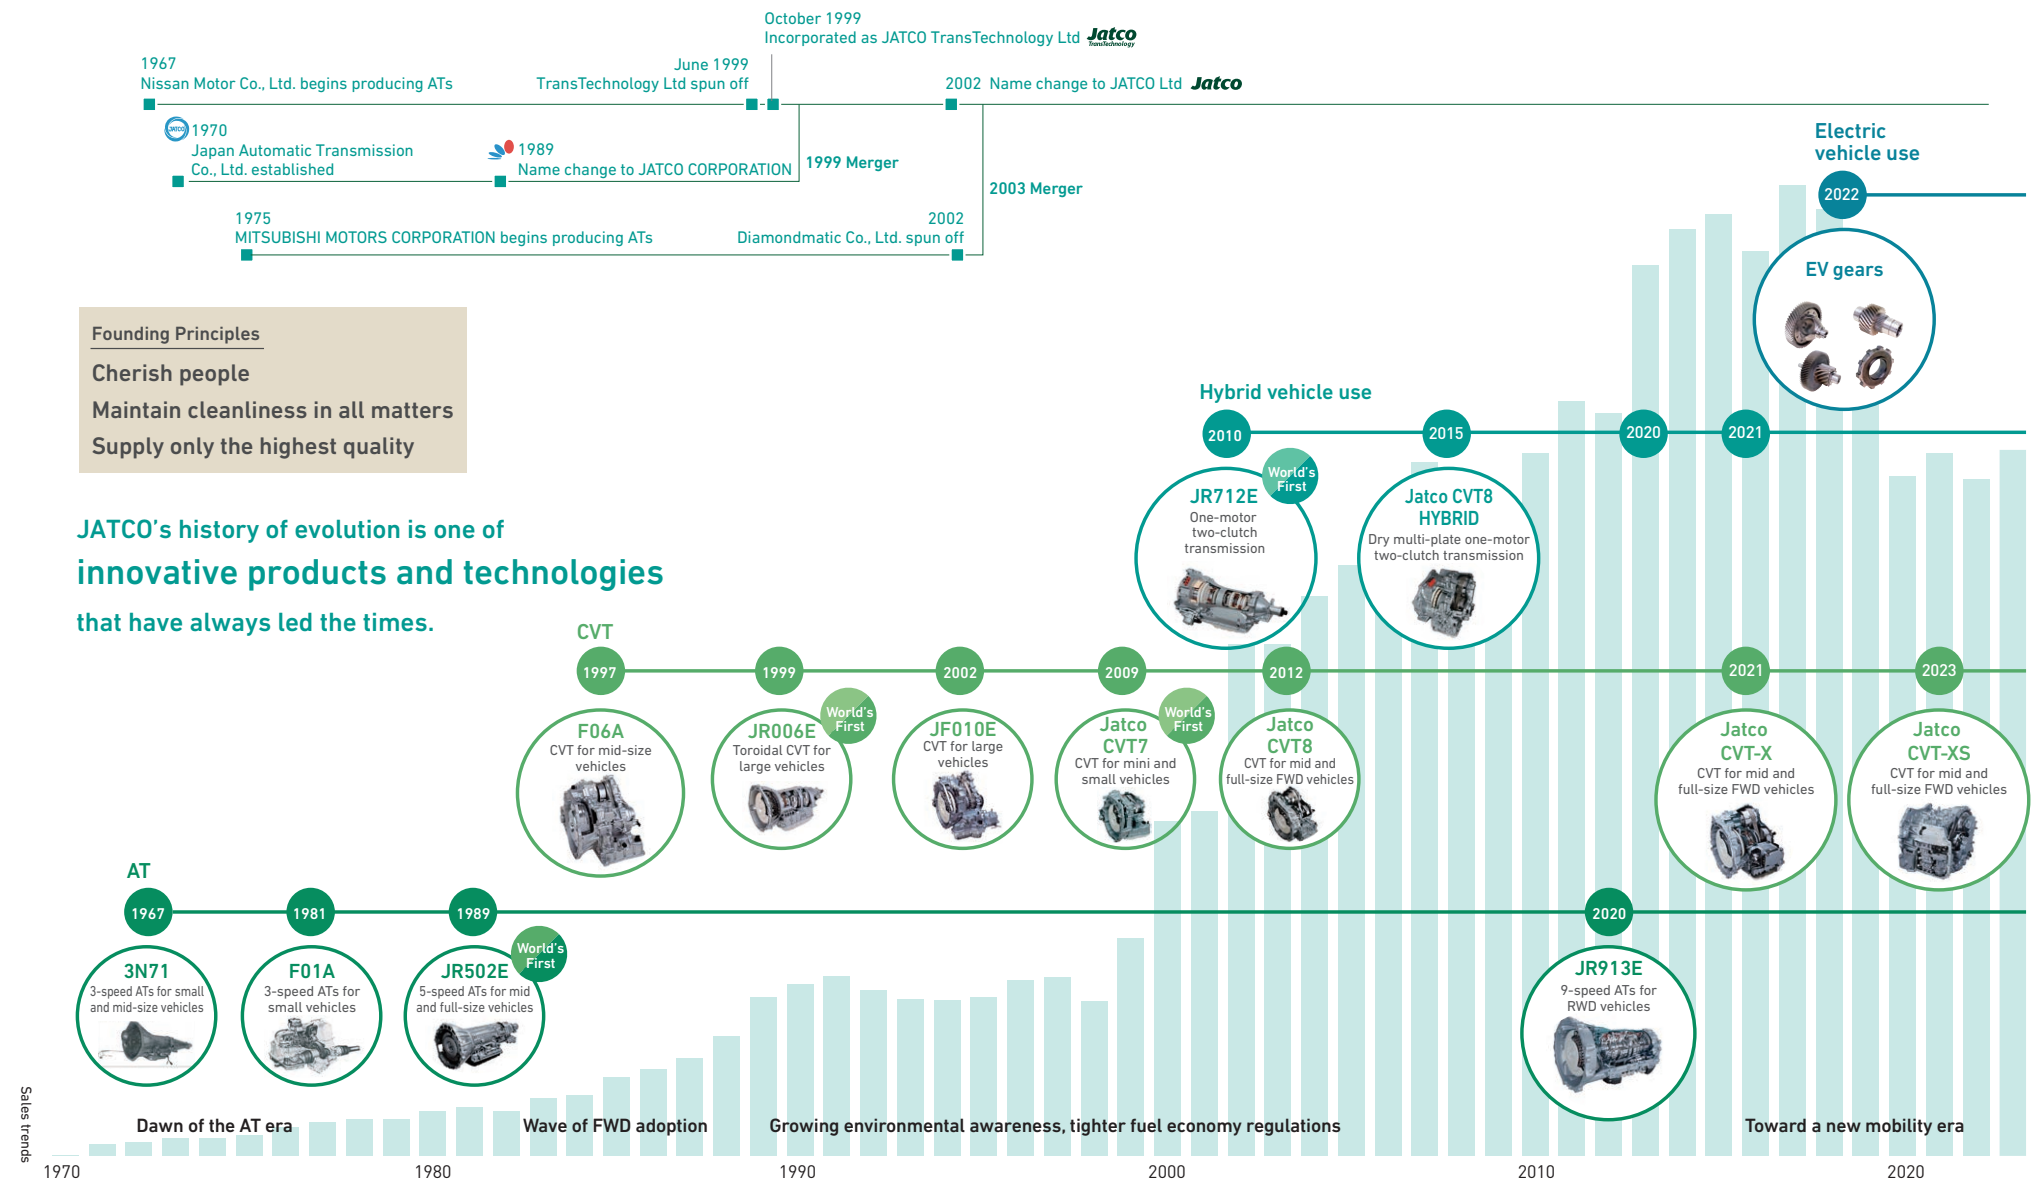 October 1999
Incorporated as JATCO TransTechnology Ltd Jatco
TransTechnology
1967
Nissan Motor Co., Ltd. begins producing ATs
June 1999
TransTechnology Ltd spun off
2002 Name change to JATCO Ltd Jatco
JATCO
1970
Japan Automatic Transmission
Co., Ltd. established
1989
Name change to JATCO CORPORATION
1999 Merger
2003 Merger
1975
MITSUBISHI MOTORS CORPORATION begins producing ATs
2002
Diamondmatic Co., Ltd. spun off
Electric
vehicle use
2022
EV gears
Founding Principles
Cherish people
Maintain cleanliness in all matters
Supply only the highest quality
JATCO's history of evolution is one of
innovative products and technologies
that have always led the times.
Hybrid vehicle use
2010
2015
2020
2021
World's
First
JR712E
One-motor
two-clutch
transmission
Jatco CVT8
HYBRID
Dry multi-plate one-motor
two-clutch transmission
CVT
1997
1999
2002
2009
2012
2021
2023
F06A
CVT for mid-size
vehicles
World's
First
JR006E
Toroidal CVT for
large vehicles
JF010E
CVT for large
vehicles
World's
First
Jatco
CVT7
CVT for mini and
small vehicles
Jatco
CVT8
CVT for mid and
full-size FWD vehicles
Jatco
CVT-X
CVT for mid and
full-size FWD vehicles
Jatco
CVT-XS
CVT for mid and
full-size FWD vehicles
AT
1967
1981
1989
2020
3N71
3-speed ATs for small
and mid-size vehicles
F01A
3-speed ATs for
small vehicles
World's
First
JR502E
5-speed ATs for mid
and full-size vehicles
JR913E
9-speed ATs for
RWD vehicles
Sales trends
Dawn of the AT era
Wave of FWD adoption
Growing environmental awareness, tighter fuel economy regulations
Toward a new mobility era
1970
1980
1990
2000
2010
2020